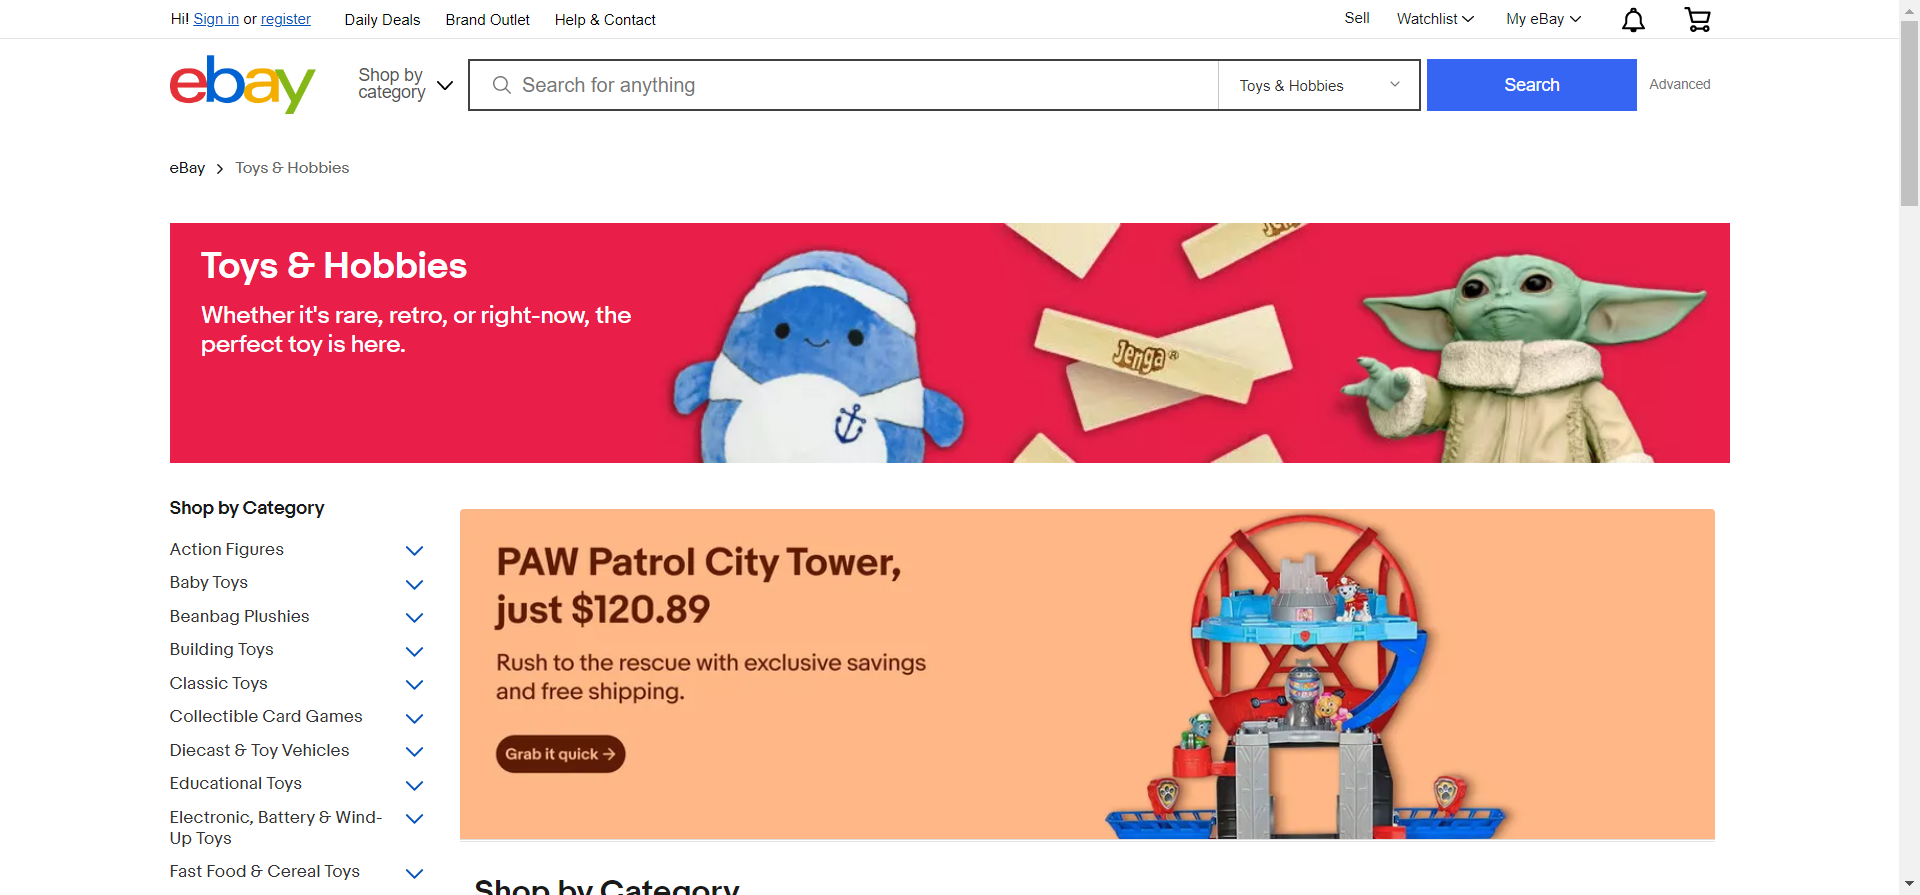 Hi! Sign in or register
Daily Deals
Brand Outlet
Help & Contact
Sell
Watchlist
My eBay
ebay
Shop by
category
Search for anything
Toys & Hobbies
Search
Advanced
eBay
Toys & Hobbies
Toys & Hobbies
Whether it's rare, retro, or right-now, the
perfect toy is here.
Jenga
Jenga®
Shop by Category
Action Figures
Baby Toys
Beanbag Plushies
Building Toys
Classic Toys
Collectible Card Games
Diecast & Toy Vehicles
Educational Toys
Electronic, Battery & Wind-
Up Toys
Fast Food & Cereal Toys
PAW Patrol City Tower,
just $120.89
Rush to the rescue with exclusive savings
and free shipping.
Grab it quick →
Shop by Category